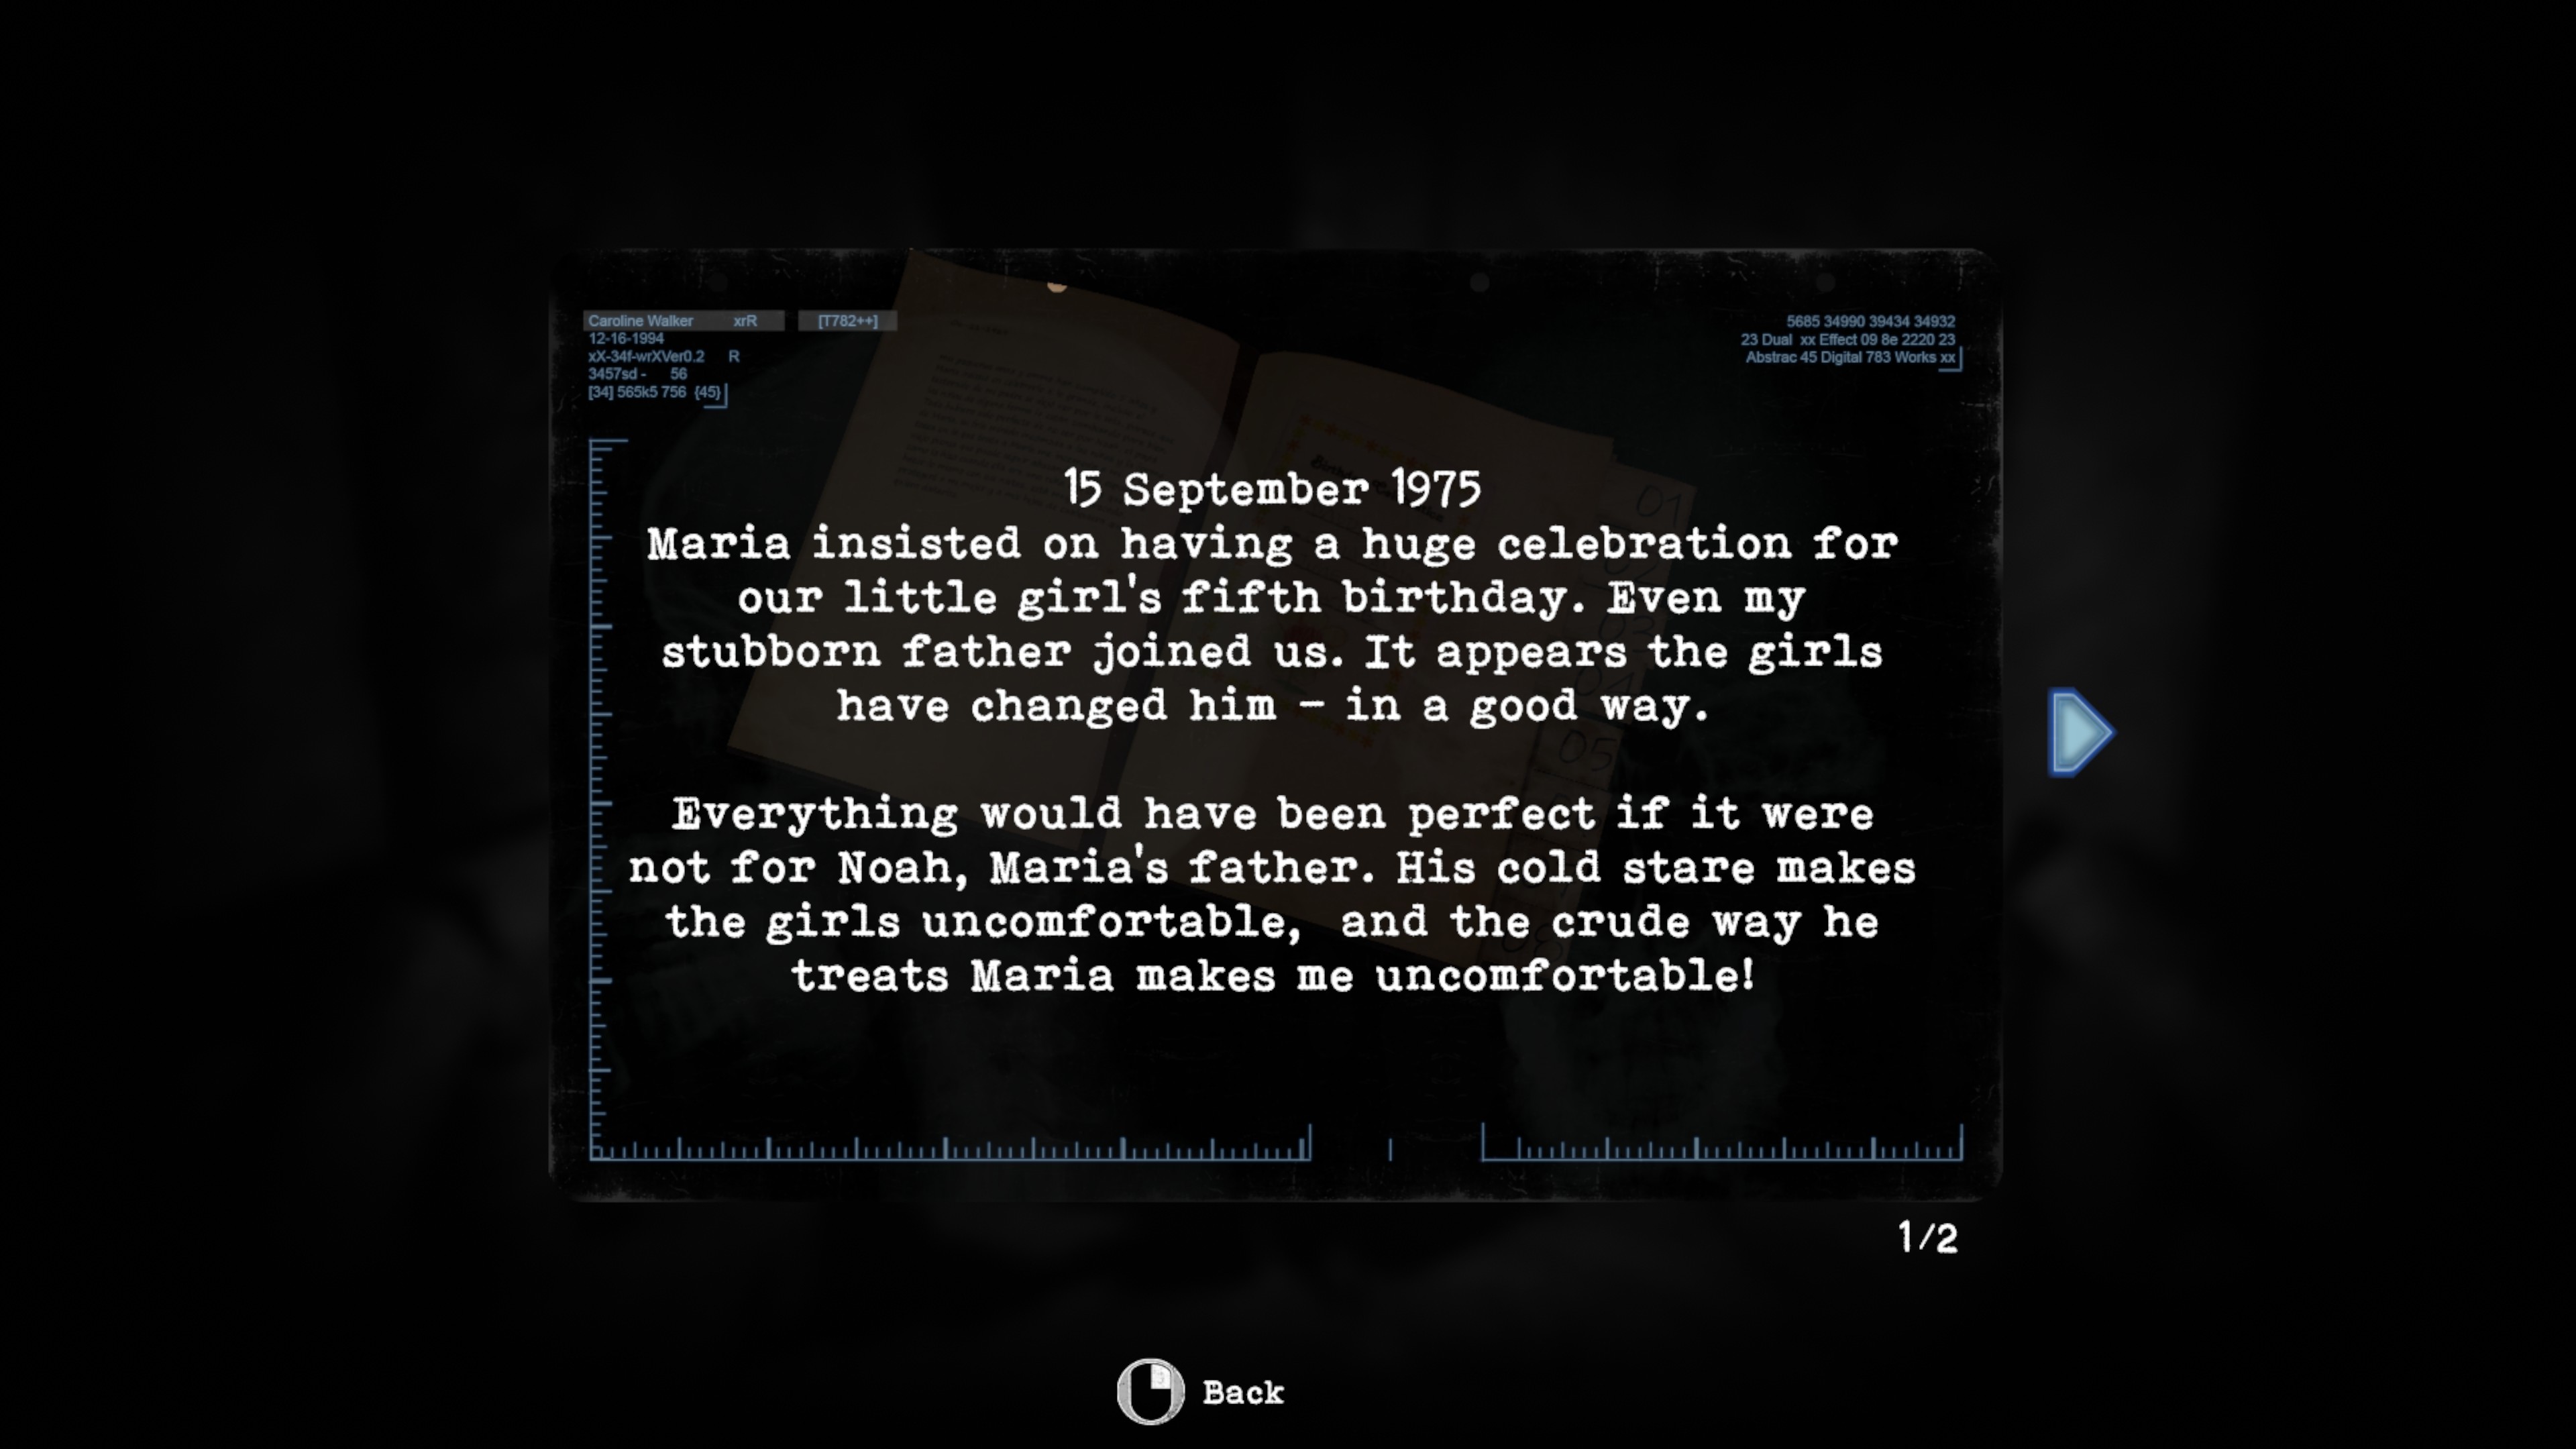 Caroline Walker xrR [T782++]
12-16-1994
xX-34f-wrXVer0.2 R
3457sd - 56
[34] 565k5 756 {45}
5685 34990 39434 34932
23 Dual xx Effect 09 8e 2220 23
Abstrac 45 Digital 783 Works xx
15 September 1975
Maria insisted on having a huge celebration for
our little girl's fifth birthday. Even my
stubborn father joined us. It appears the girls
have changed him - in a good way.
Everything would have been perfect if it were
not for Noah, Maria's father. His cold stare makes
the girls uncomfortable, and the crude way he
treats Maria makes me uncomfortable!
01
05
1/2
Back